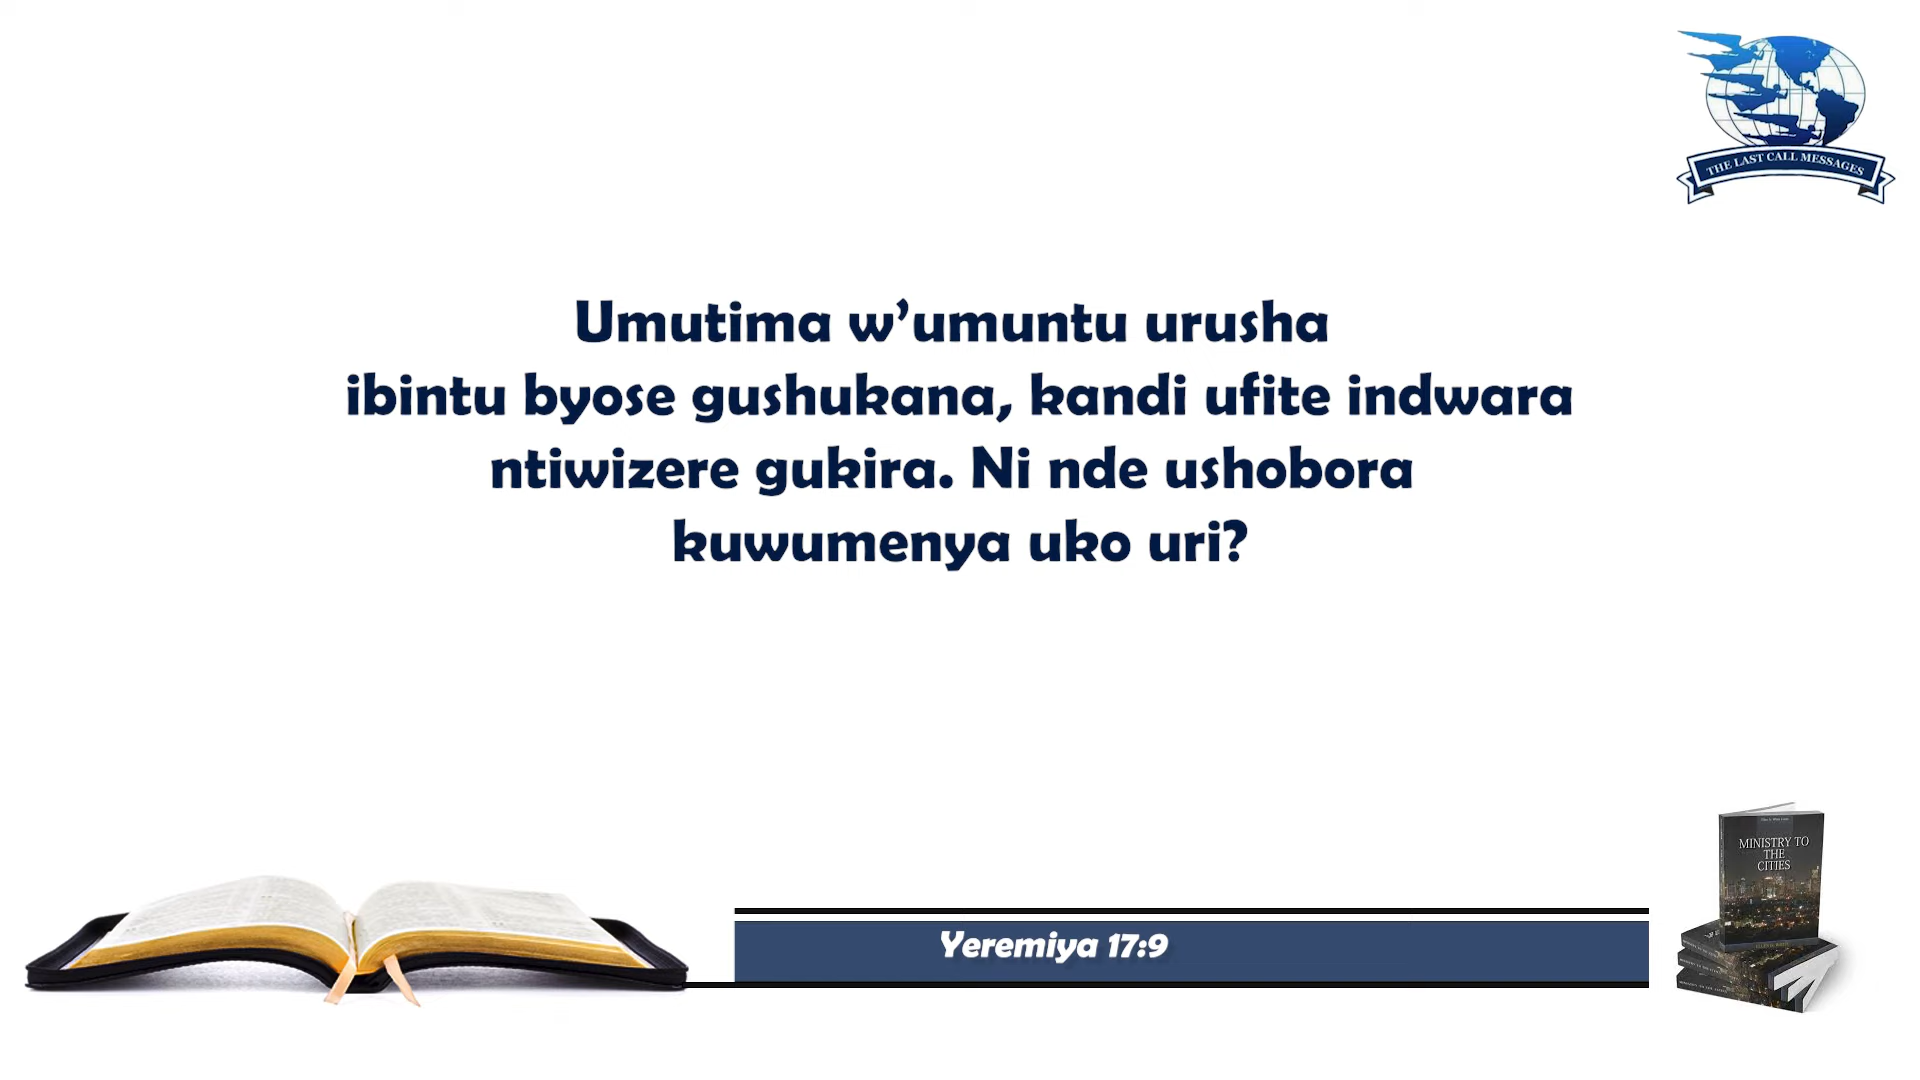 THE LAST CALL MESSAGES
Umutima w’umuntu urusha
ibintu byose gushukana, kandi ufite indwara
ntiwizere gukira. Ni nde ushobora
kuwumenya uko uri?
MINISTRY TO
THE
CITIES
Yeremiya 17:9